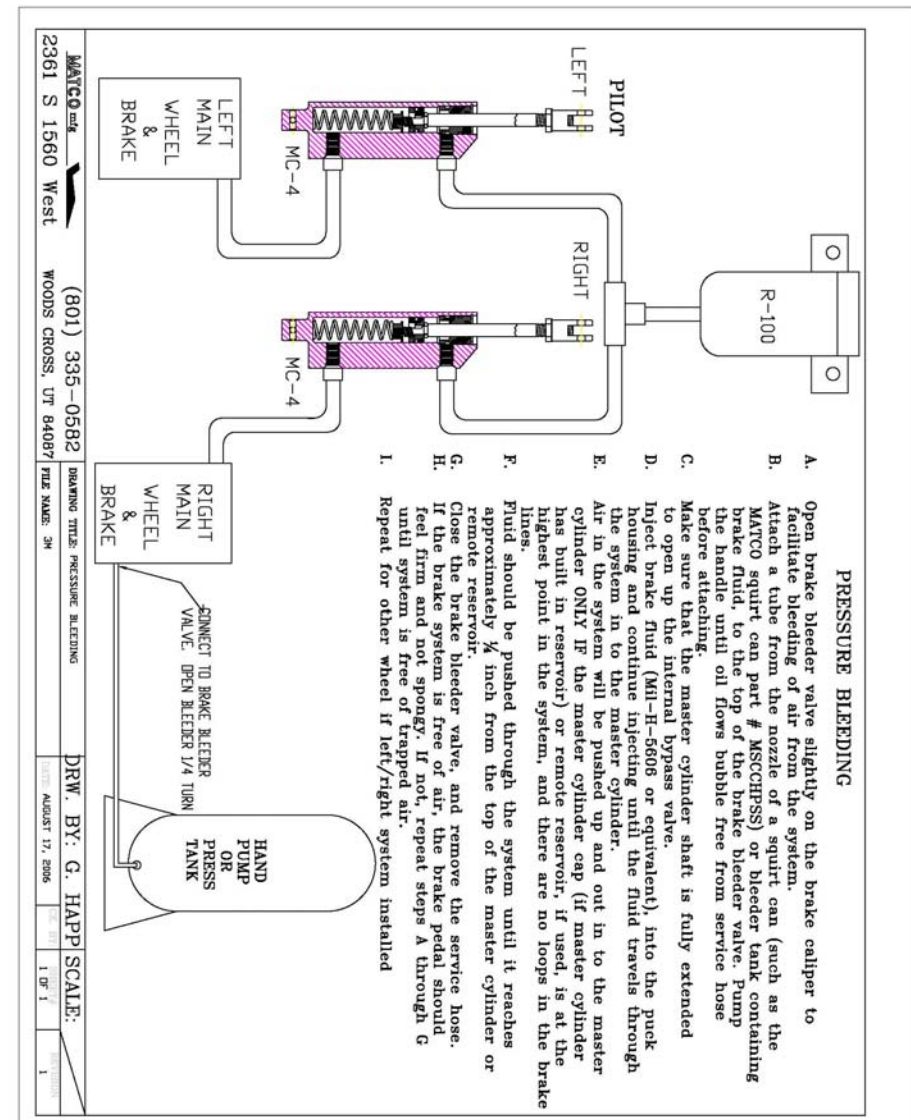 PRESSURE BLEEDING
A. Open brake bleeder valve slightly on the brake caliper to
facilitate bleeding of air from the system.
B. Attach a tube from the nozzle of a squirt can (such as the
MATCO squirt can part # MSCCHPSS) or bleeder tank containing
brake fluid, to the top of the brake bleeder valve. Pump
the handle until oil flows bubble free from service hose
before attaching.
C. Make sure that the master cylinder shaft is fully extended
to open up the internal bypass valve.
D. Inject brake fluid (Mil-H-5606 or equivalent), into the puck
housing and continue injecting until the fluid travels through
the system in to the master cylinder.
E. Air in the system will be pushed up and out in to the master
cylinder ONLY IF the master cylinder cap (if master cylinder
has built in reservoir) or remote reservoir, if used, is at the
highest point in the system, and there are no loops in the brake
lines.
F. Fluid should be pushed through the system until it reaches
approximately ¼ inch from the top of the master cylinder or
remote reservoir.
G. Close the brake bleeder valve, and remove the service hose.
H. If the brake system is free of air, the brake pedal should
feel firm and not spongy. If not, repeat steps A through G
until system is free of trapped air.
I. Repeat for other wheel if left/right system installed
R-100
PILOT
LEFT
RIGHT
MC-4
MC-4
LEFT
MAIN
WHEEL
&
BRAKE
RIGHT
MAIN
WHEEL
&
BRAKE
CONNECT TO BRAKE BLEEDER
VALVE. OPEN BLEEDER 1/4 TURN
HAND
PUMP
OR
PRESS
TANK
MATCO mfg
(801) 335-0582
2361 S 1560 West WOODS CROSS, UT 84087
DRAWING TITLE: PRESSURE BLEEDING
FILE NAME: 3M
DRW. BY: G. HAPP
SCALE:
DATE: AUGUST 17, 2006
CK. BY
SHEETS
1 OF 1
REVISION
1